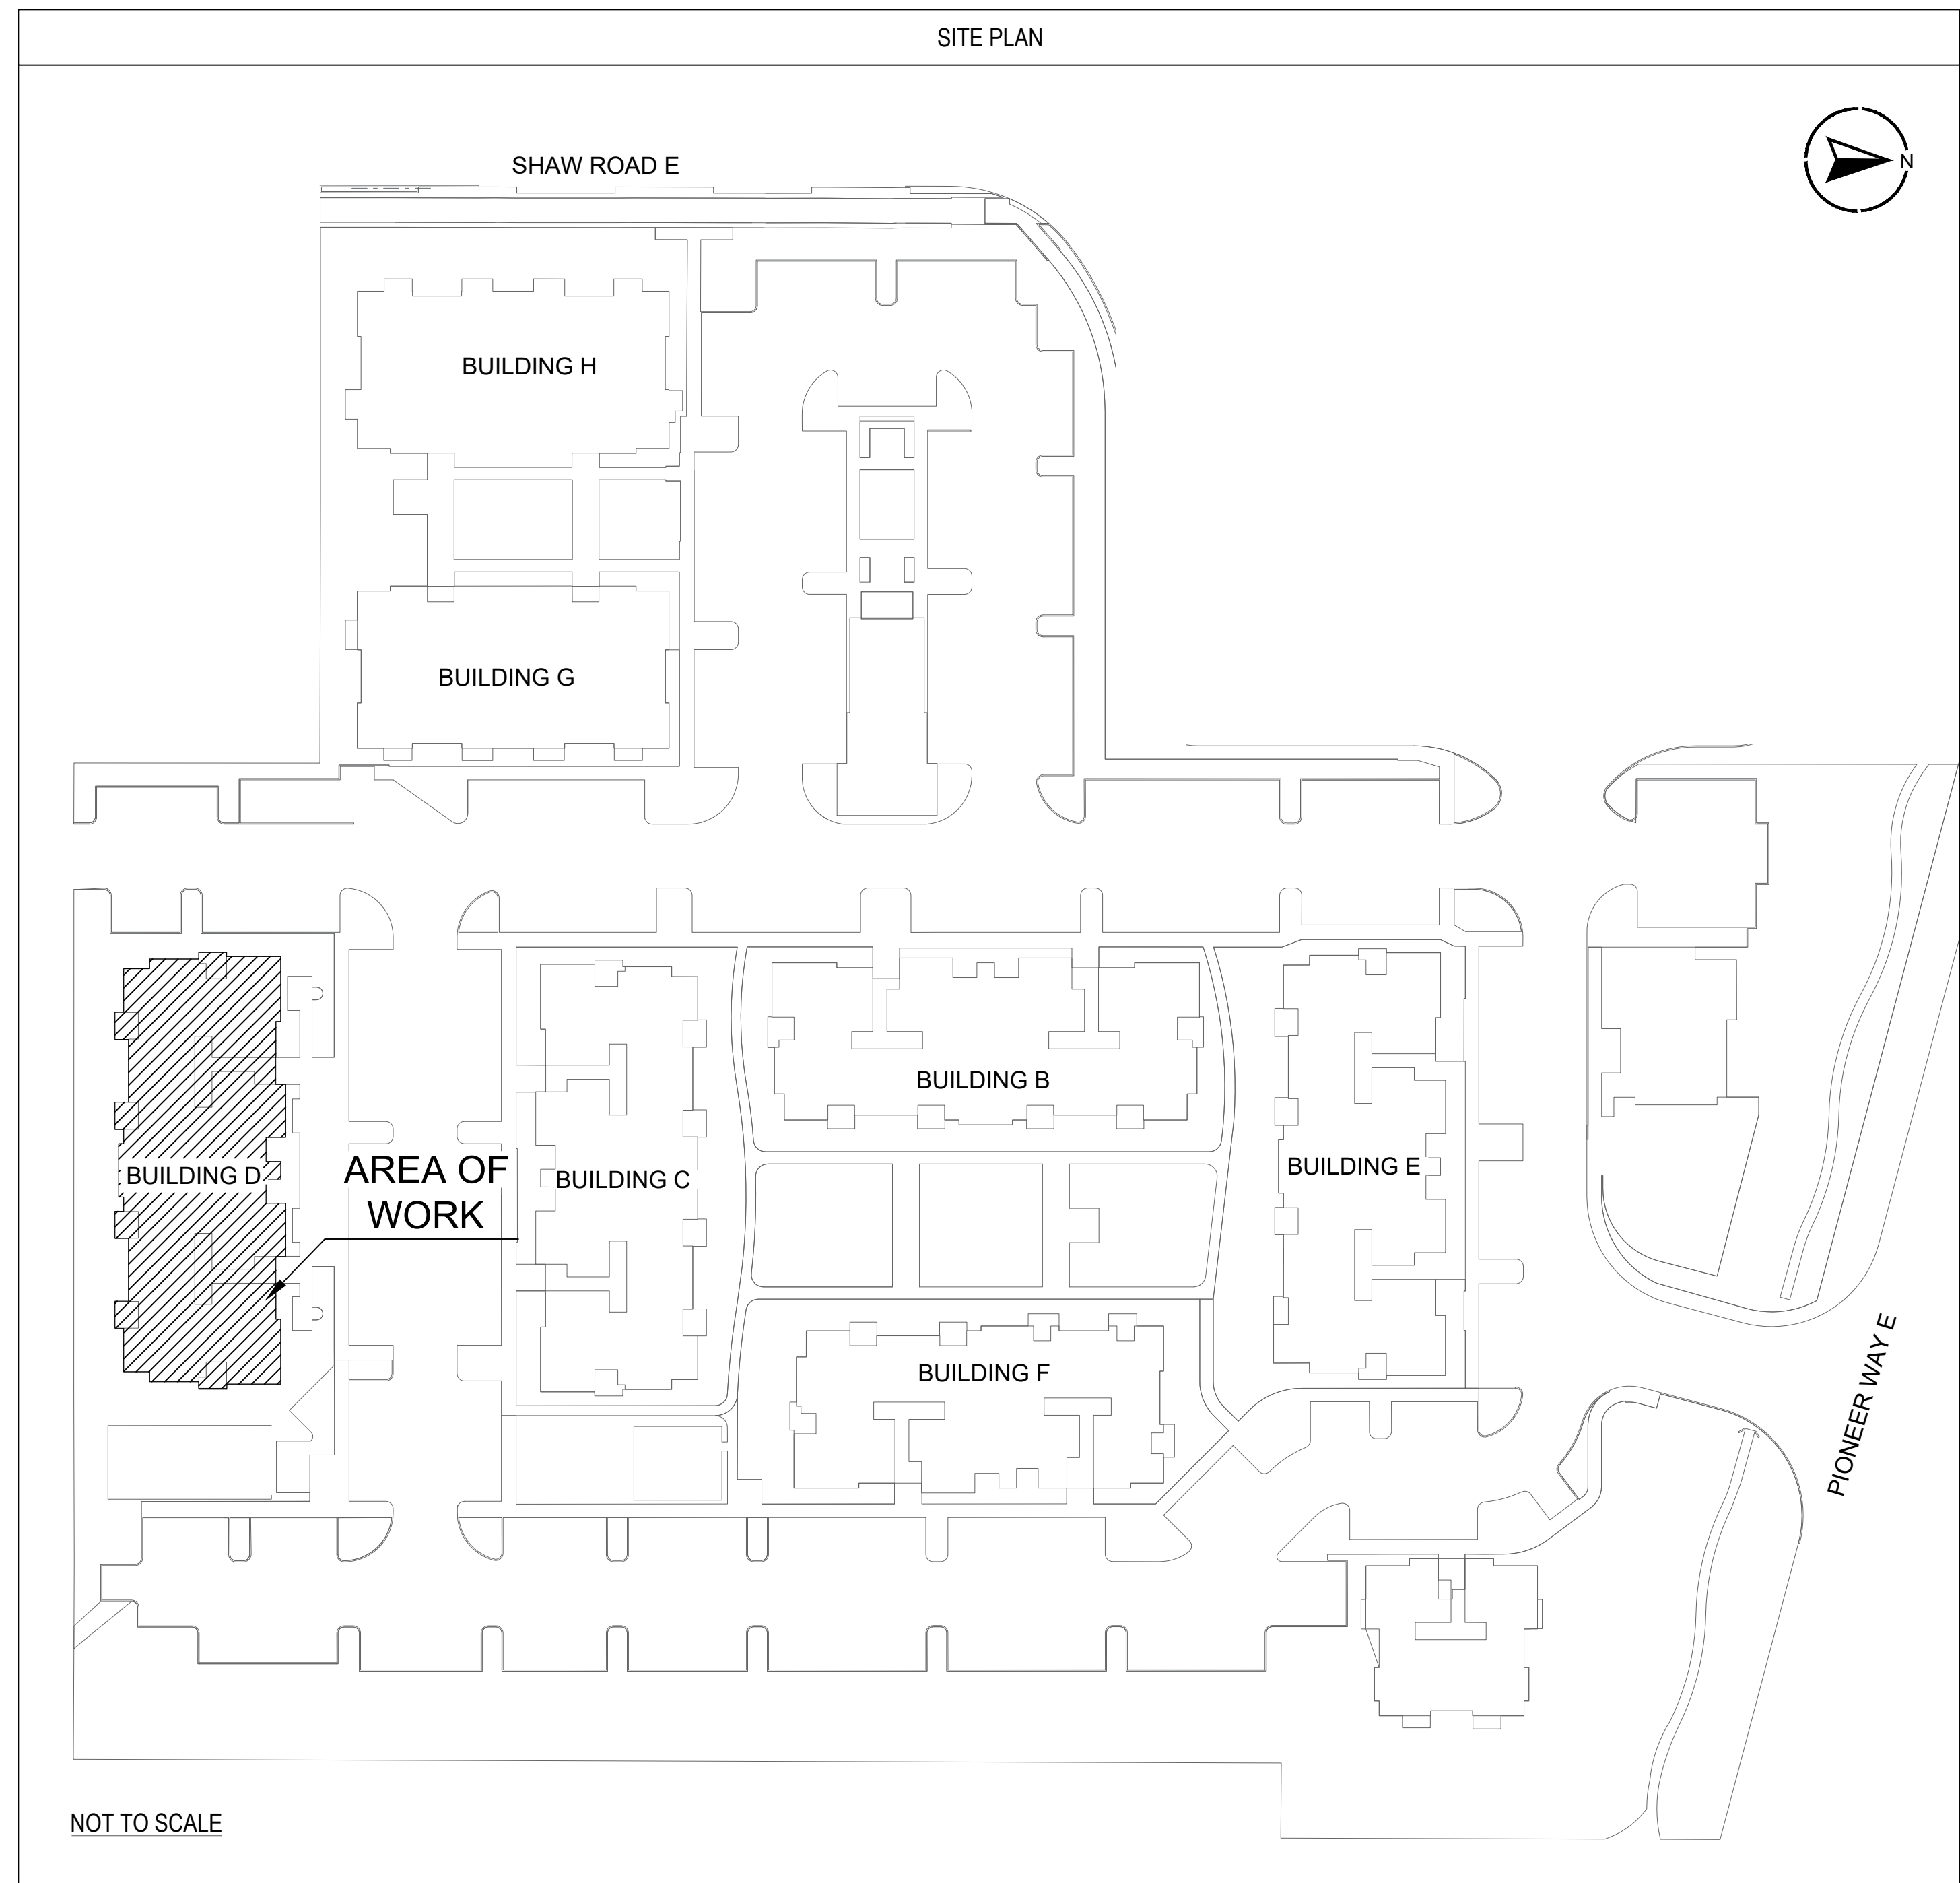 SITE PLAN
N
SHAW ROAD E
BUILDING H
BUILDING G
BUILDING B
BUILDING D
AREA OF
WORK
BUILDING C
BUILDING E
BUILDING F
PIONEER WAY E
NOT TO SCALE